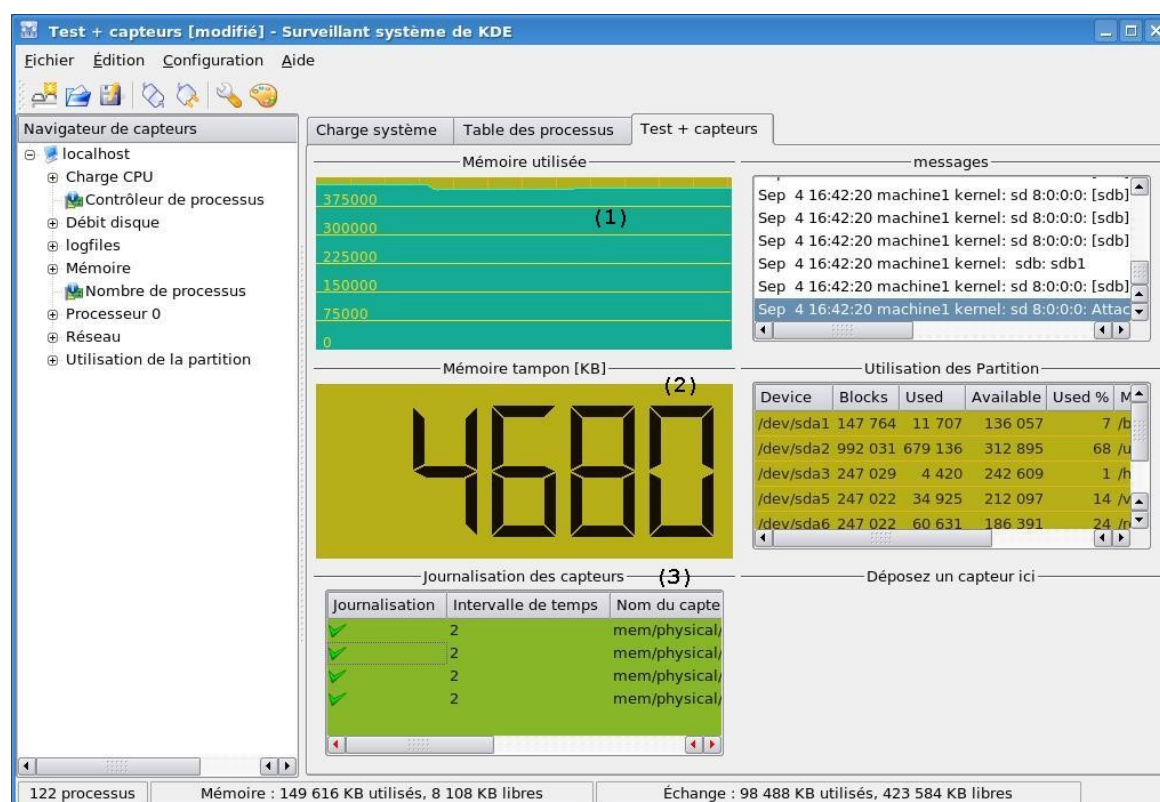 Test + capteurs [modifié] - Surveillant système de KDE
Fichier Édition Configuration Aide
Navigateur de capteurs
localhost
Charge CPU
Contrôleur de processus
Débit disque
logfiles
Mémoire
Nombre de processus
Processeur 0
Réseau
Utilisation de la partition
Charge système Table des processus Test + capteurs
Mémoire utilisée
375000
(1)
300000
225000
150000
75000
0
messages
Sep 4 16:42:20 machine1 kernel: sd 8:0:0:0: [sdb]
Sep 4 16:42:20 machine1 kernel: sd 8:0:0:0: [sdb]
Sep 4 16:42:20 machine1 kernel: sd 8:0:0:0: [sdb]
Sep 4 16:42:20 machine1 kernel: sdb: sdb1
Sep 4 16:42:20 machine1 kernel: sd 8:0:0:0: [sdb]
Sep 4 16:42:20 machine1 kernel: sd 8:0:0:0: Attac
Mémoire tampon [KB]
(2)
4680
Utilisation des Partition
Device Blocks Used Available Used % M
/dev/sda1 147 764 11 707 136 057 7 /b
/dev/sda2 992 031 679 136 312 895 68 /u
/dev/sda3 247 029 4 420 242 609 1 /h
/dev/sda5 247 022 34 925 212 097 14 /v
/dev/sda6 247 022 60 631 186 391 24 /r
Journalisation des capteurs (3)
Journalisation Intervalle de temps Nom du capte
2 mem/physical/
2 mem/physical/
2 mem/physical/
2 mem/physical/
Déposez un capteur ici
122 processus Mémoire : 149 616 KB utilisés, 8 108 KB libres Échange : 98 488 KB utilisés, 423 584 KB libres